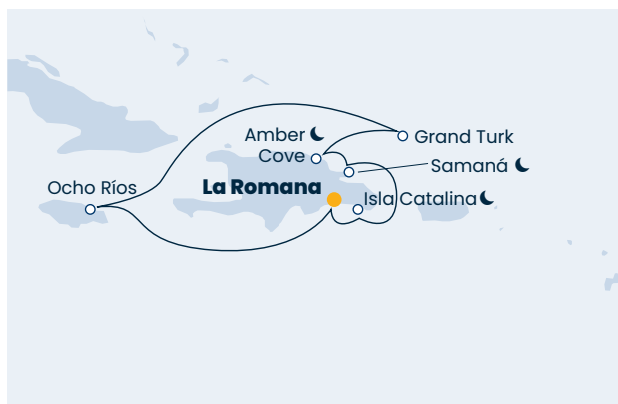 Amber
Cove
Grand Turk
Samaná
Ocho Ríos
La Romana
Isla Catalina